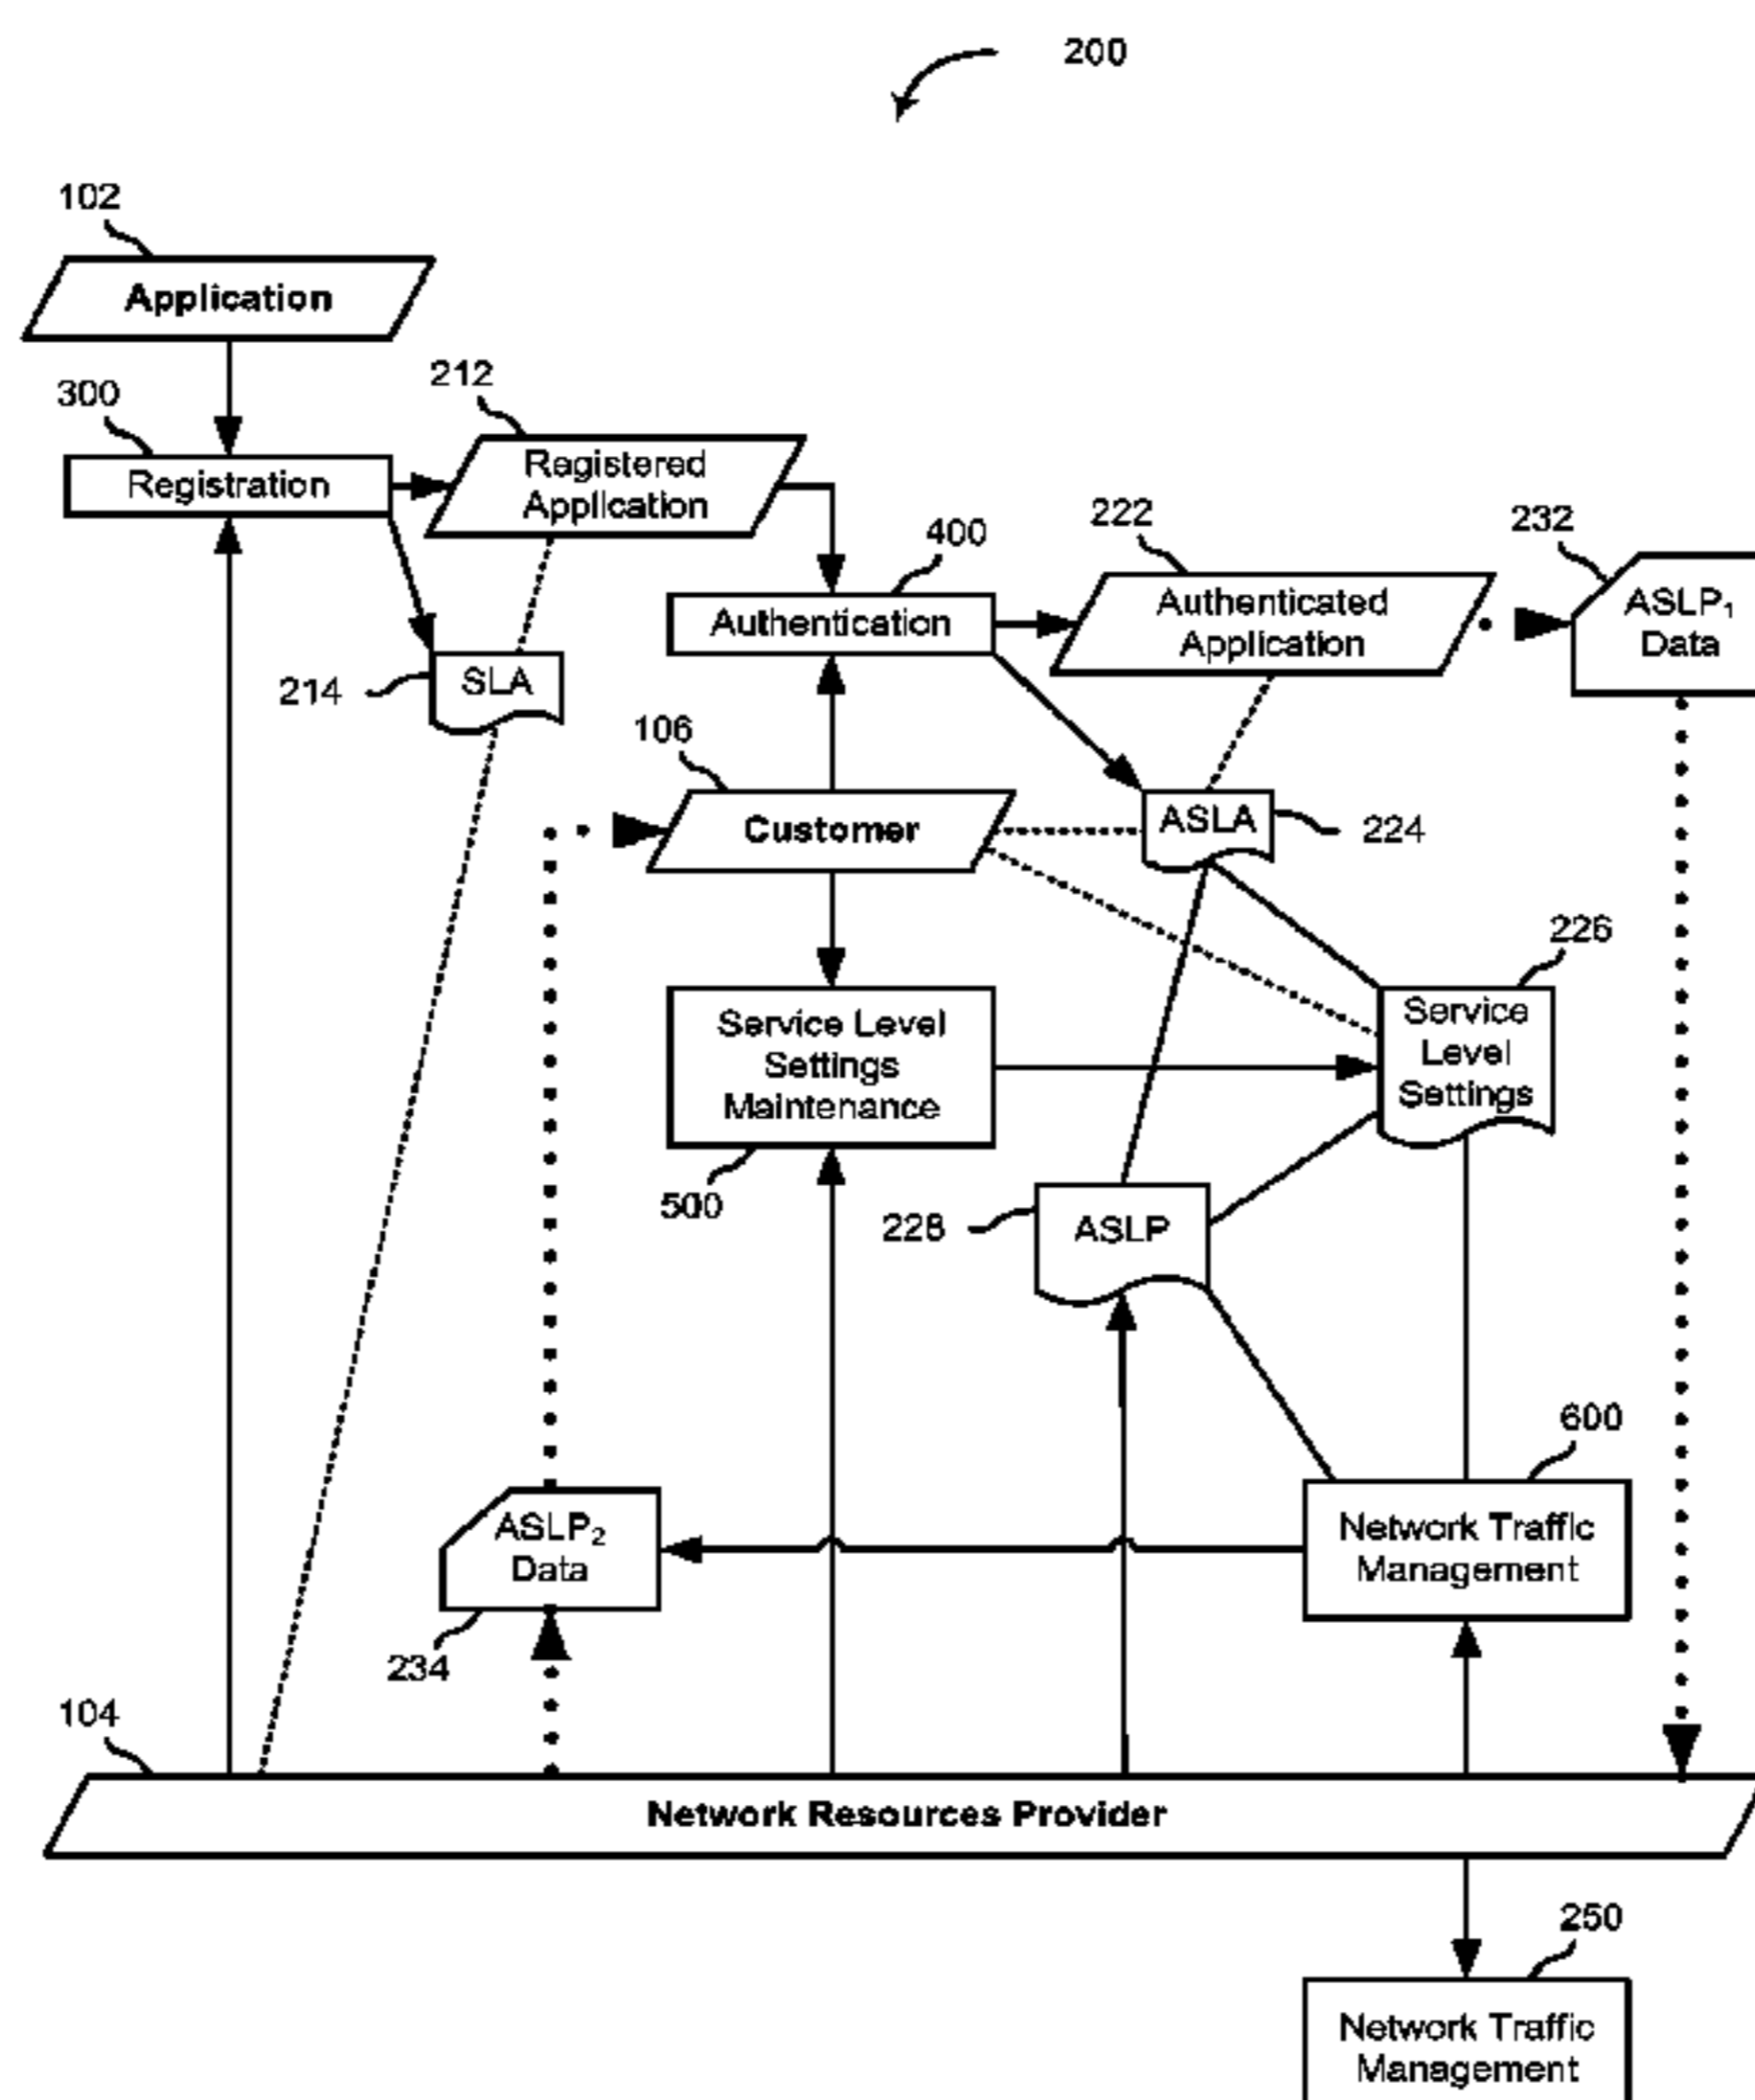 200
102
Application
300
212
Registration
Registered
Application
400
222
232
Authentication
Authenticated
Application
ASLP₁
Data
214
SLA
106
Customer
ASLA
224
226
Service Level
Settings
Maintenance
Service
Level
Settings
500
228
ASLP
600
ASLP₂
Data
Network Traffic
Management
234
104
Network Resources Provider
250
Network Traffic
Management